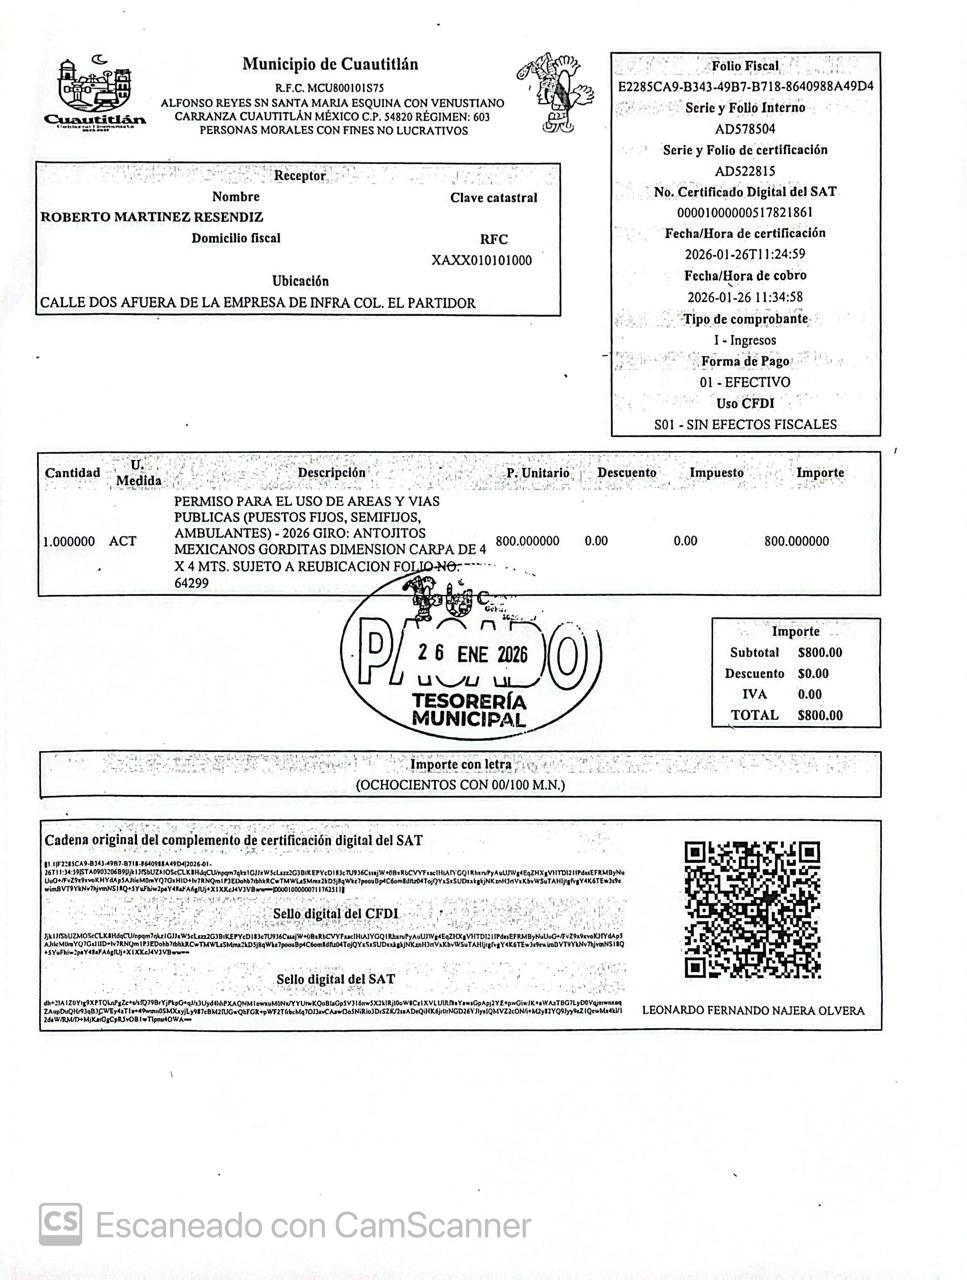 Cuautitlán
Municipio de Cuautitlán
R.F.C. MCU800101S75
ALFONSO REYES SN SANTA MARIA ESQUINA CON VENUSTIANO
CARRANZA CUAUTITLÁN MÉXICO C.P. 54820 RÉGIMEN: 603
PERSONAS MORALES CON FINES NO LUCRATIVOS
Folio Fiscal
E2285CA9-B343-49B7-B718-8640988A49D4
Serie y Folio Interno
AD578504
Serie y Folio de certificación
AD522815
No. Certificado Digital del SAT
00001000000517821861
Fecha/Hora de certificación
2026-01-26T11:24:59
Fecha/Hora de cobro
2026-01-26 11:34:58
Tipo de comprobante
I - Ingresos
Forma de Pago
01 - EFECTIVO
Uso CFDI
S01 - SIN EFECTOS FISCALES
Receptor
Nombre Clave catastral
ROBERTO MARTINEZ RESENDIZ
Domicilio fiscal RFC
XAXX010101000
Ubicación
CALLE DOS AFUERA DE LA EMPRESA DE INFRA COL. EL PARTIDOR
Cantidad U. Medida Descripción P. Unitario Descuento Impuesto Importe
PERMISO PARA EL USO DE AREAS Y VIAS
PUBLICAS (PUESTOS FIJOS, SEMIFIJOS,
AMBULANTES) - 2026 GIRO: ANTOJITOS
1.000000 ACT MEXICANOS GORDITAS DIMENSION CARPA DE 4 800.000000 0.00 0.00 800.000000
X 4 MTS. SUJETO A REUBICACION FOLIO NO.
64299
PAGADO
26 ENE 2026
TESORERÍA
MUNICIPAL
Importe
Subtotal $800.00
Descuento $0.00
IVA 0.00
TOTAL $800.00
Importe con letra
(OCHOCIENTOS CON 00/100 M.N.)
Cadena original del complemento de certificación digital del SAT
Sello digital del CFDI
Sello digital del SAT
LEONARDO FERNANDO NAJERA OLVERA
CS Escaneado con CamScanner